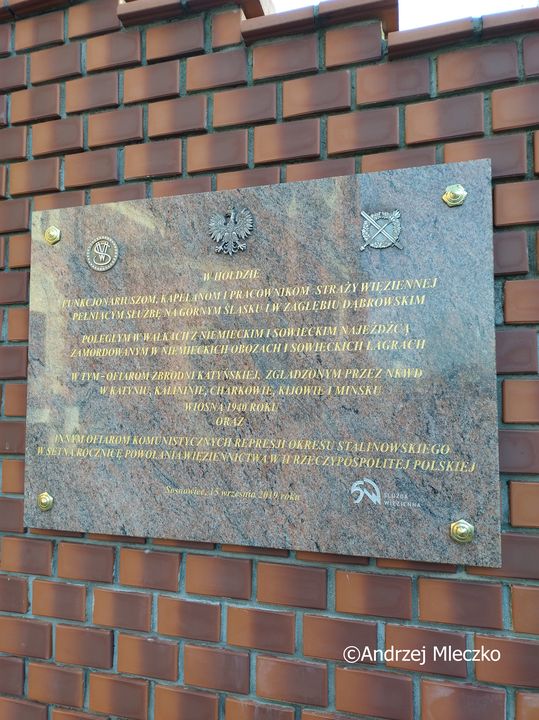 W HOŁDZIE
FUNKCJONARIUSZOM, KAPELANOM I PRACOWNIKOM STRAŻY WIĘZIENNEJ
PEŁNIĄCYM SŁUŻBĘ NA GÓRNYM ŚLĄSKU I W ZAGŁĘBIU DĄBROWSKIM
POLEGŁYM W WALKACH Z NIEMIECKIM I SOWIECKIM NAJEŹDŹCĄ
ZAMORDOWANYM W NIEMIECKICH OBOZACH I SOWIECKICH ŁAGRACH
W TYM - OFIAROM ZBRODNI KATYŃSKIEJ, ZGŁADZONYM PRZEZ NKWD
W KATYNIU, KALININIE, CHARKOWIE, KIJOWIE I MIŃSKU
WIOSNĄ 1940 ROKU
ORAZ
INNYM OFIAROM KOMUNISTYCZNYCH REPRESJI OKRESU STALINOWSKIEGO
W SETNĄ ROCZNICĘ POWOŁANIA WIĘZIENNICTWA W II RZECZYPOSPOLITEJ POLSKIEJ
Sosnowiec, 15 września 2019 roku
SŁUŻBA
WIĘZIENNA
©Andrzej Mleczko